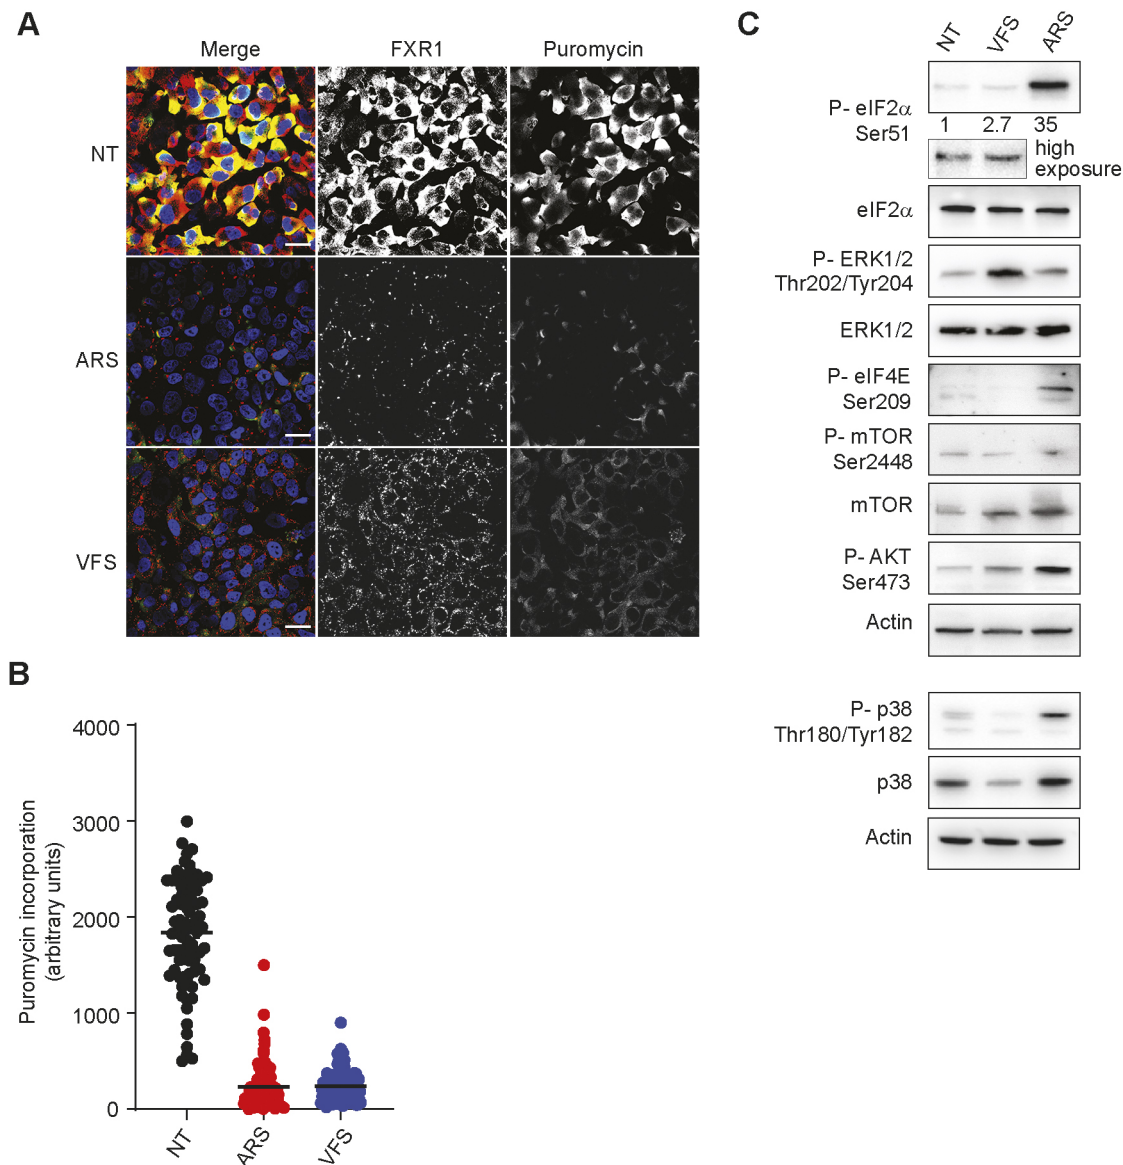 A
Merge
FXR1
Puromycin
NT
ARS
VFS
B
4000
3000
2000
1000
0
Puromycin incorporation
(arbitrary units)
NT
ARS
VFS
C
NT
VFS
ARS
P- eIF2α
Ser51
1
2.7
35
high
exposure
eIF2α
P- ERK1/2
Thr202/Tyr204
ERK1/2
P- eIF4E
Ser209
P- mTOR
Ser2448
mTOR
P- AKT
Ser473
Actin
P- p38
Thr180/Tyr182
p38
Actin